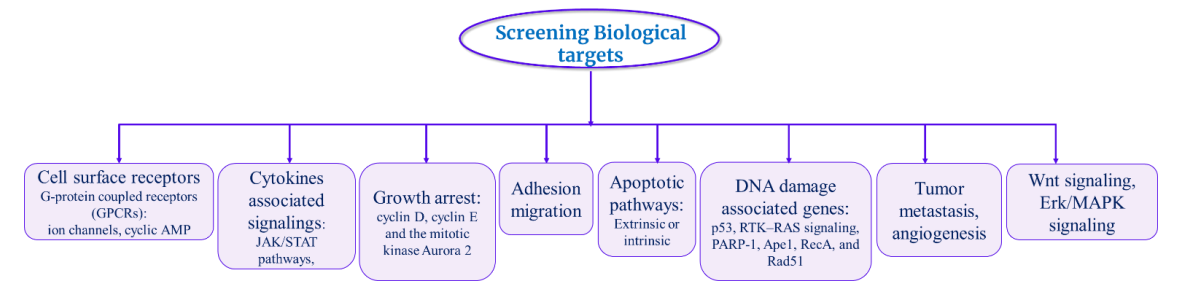 Screening Biological
targets
Cell surface receptors
G-protein coupled receptors
(GPCRs):
ion channels, cyclic AMP
Cytokines
associated
signalings:
JAK/STAT
pathways,
Growth arrest:
cyclin D, cyclin E
and the mitotic
kinase Aurora 2
Adhesion
migration
Apoptotic
pathways:
Extrinsic or
intrinsic
DNA damage
associated genes:
p53, RTK–RAS signaling,
PARP-1, Ape1, RecA, and
Rad51
Tumor
metastasis,
angiogenesis
Wnt signaling,
Erk/MAPK
signaling